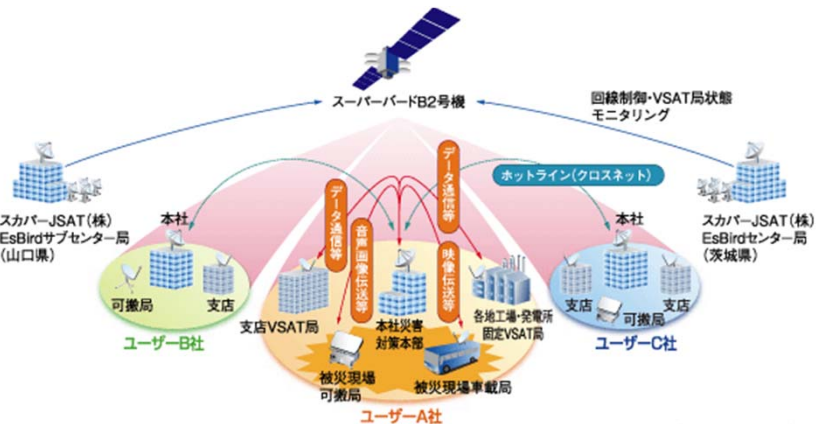 スーパーバードB2号機
回線制御・VSAT局状態
モニタリング
データ通信等
ホットライン(クロスネット)
データ通信等
音声画像伝送等
映像伝送等
スカパーJSAT(株)
EsBirdサブセンター局
(山口県)
スカパーJSAT(株)
EsBirdセンター局
(茨城県)
本社
可搬局
支店
ユーザーB社
支店VSAT局
本社災害
対策本部
各地工場・発電所
固定VSAT局
被災現場
可搬局
被災現場車載局
ユーザーA社
本社
支店
可搬局
支店
ユーザーC社